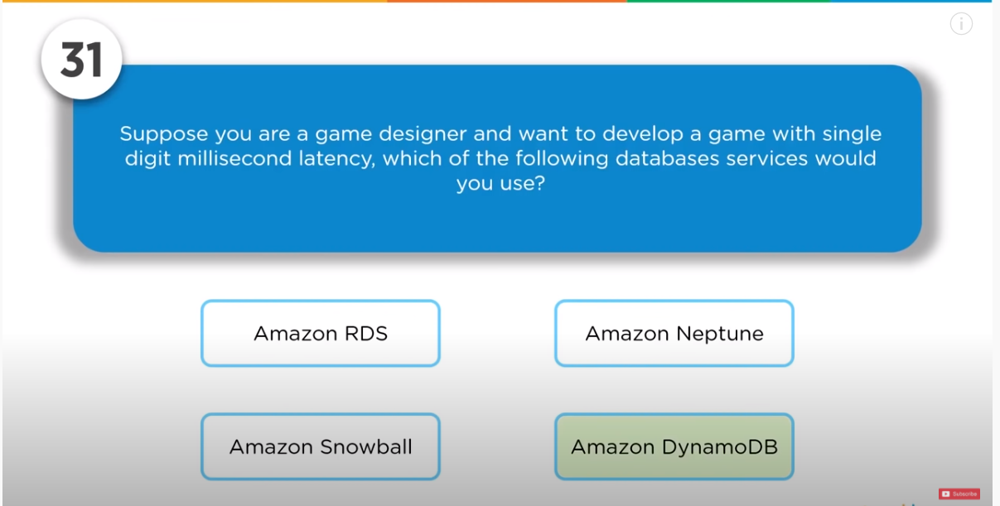 31
Suppose you are a game designer and want to develop a game with single
digit millisecond latency, which of the following databases services would
you use?
Amazon RDS
Amazon Neptune
Amazon Snowball
Amazon DynamoDB
Subscribe